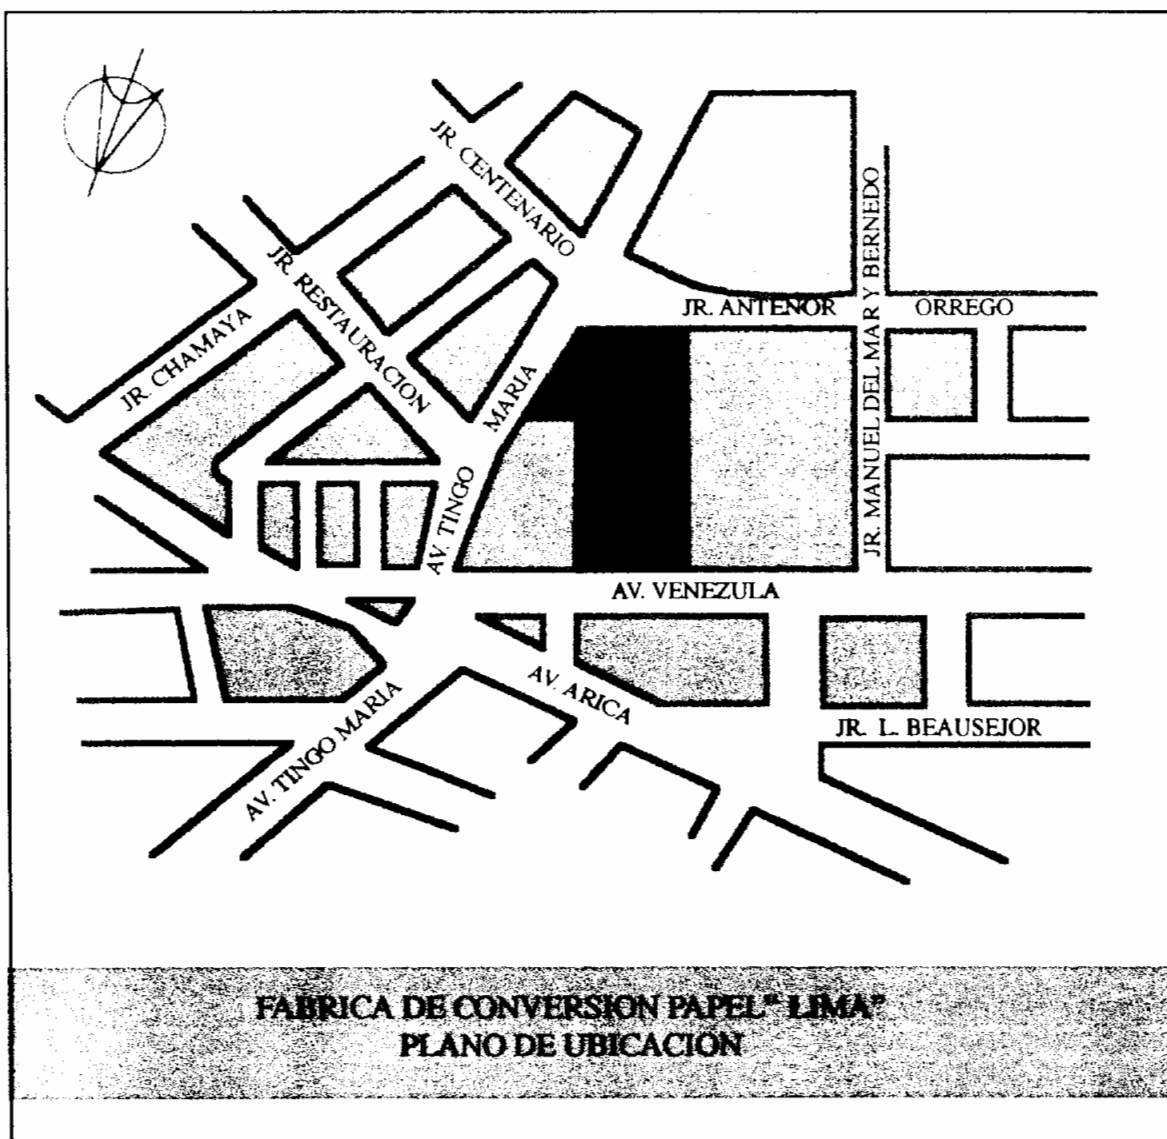 JR. CENTENARIO
JR. RESTAURACION
JR. CHAMAYA
JR. MANUEL DEL MAR Y BERNEDO
JR. ANTENOR ORREGO
AV. TINGO MARIA
AV. VENEZULA
AV. ARICA
AV. TINGO MARIA
JR. L. BEAUSEJOR
FABRICA DE CONVERSION PAPEL" LIMA"
PLANO DE UBICACION